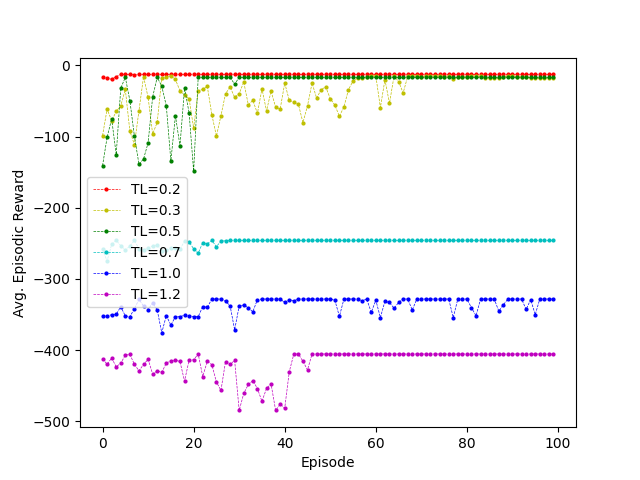 0
−100
−200
−300
−400
−500
Avg. Episodic Reward
TL=0.2
TL=0.3
TL=0.5
TL=0.7
TL=1.0
TL=1.2
0 20 40 60 80 100
Episode